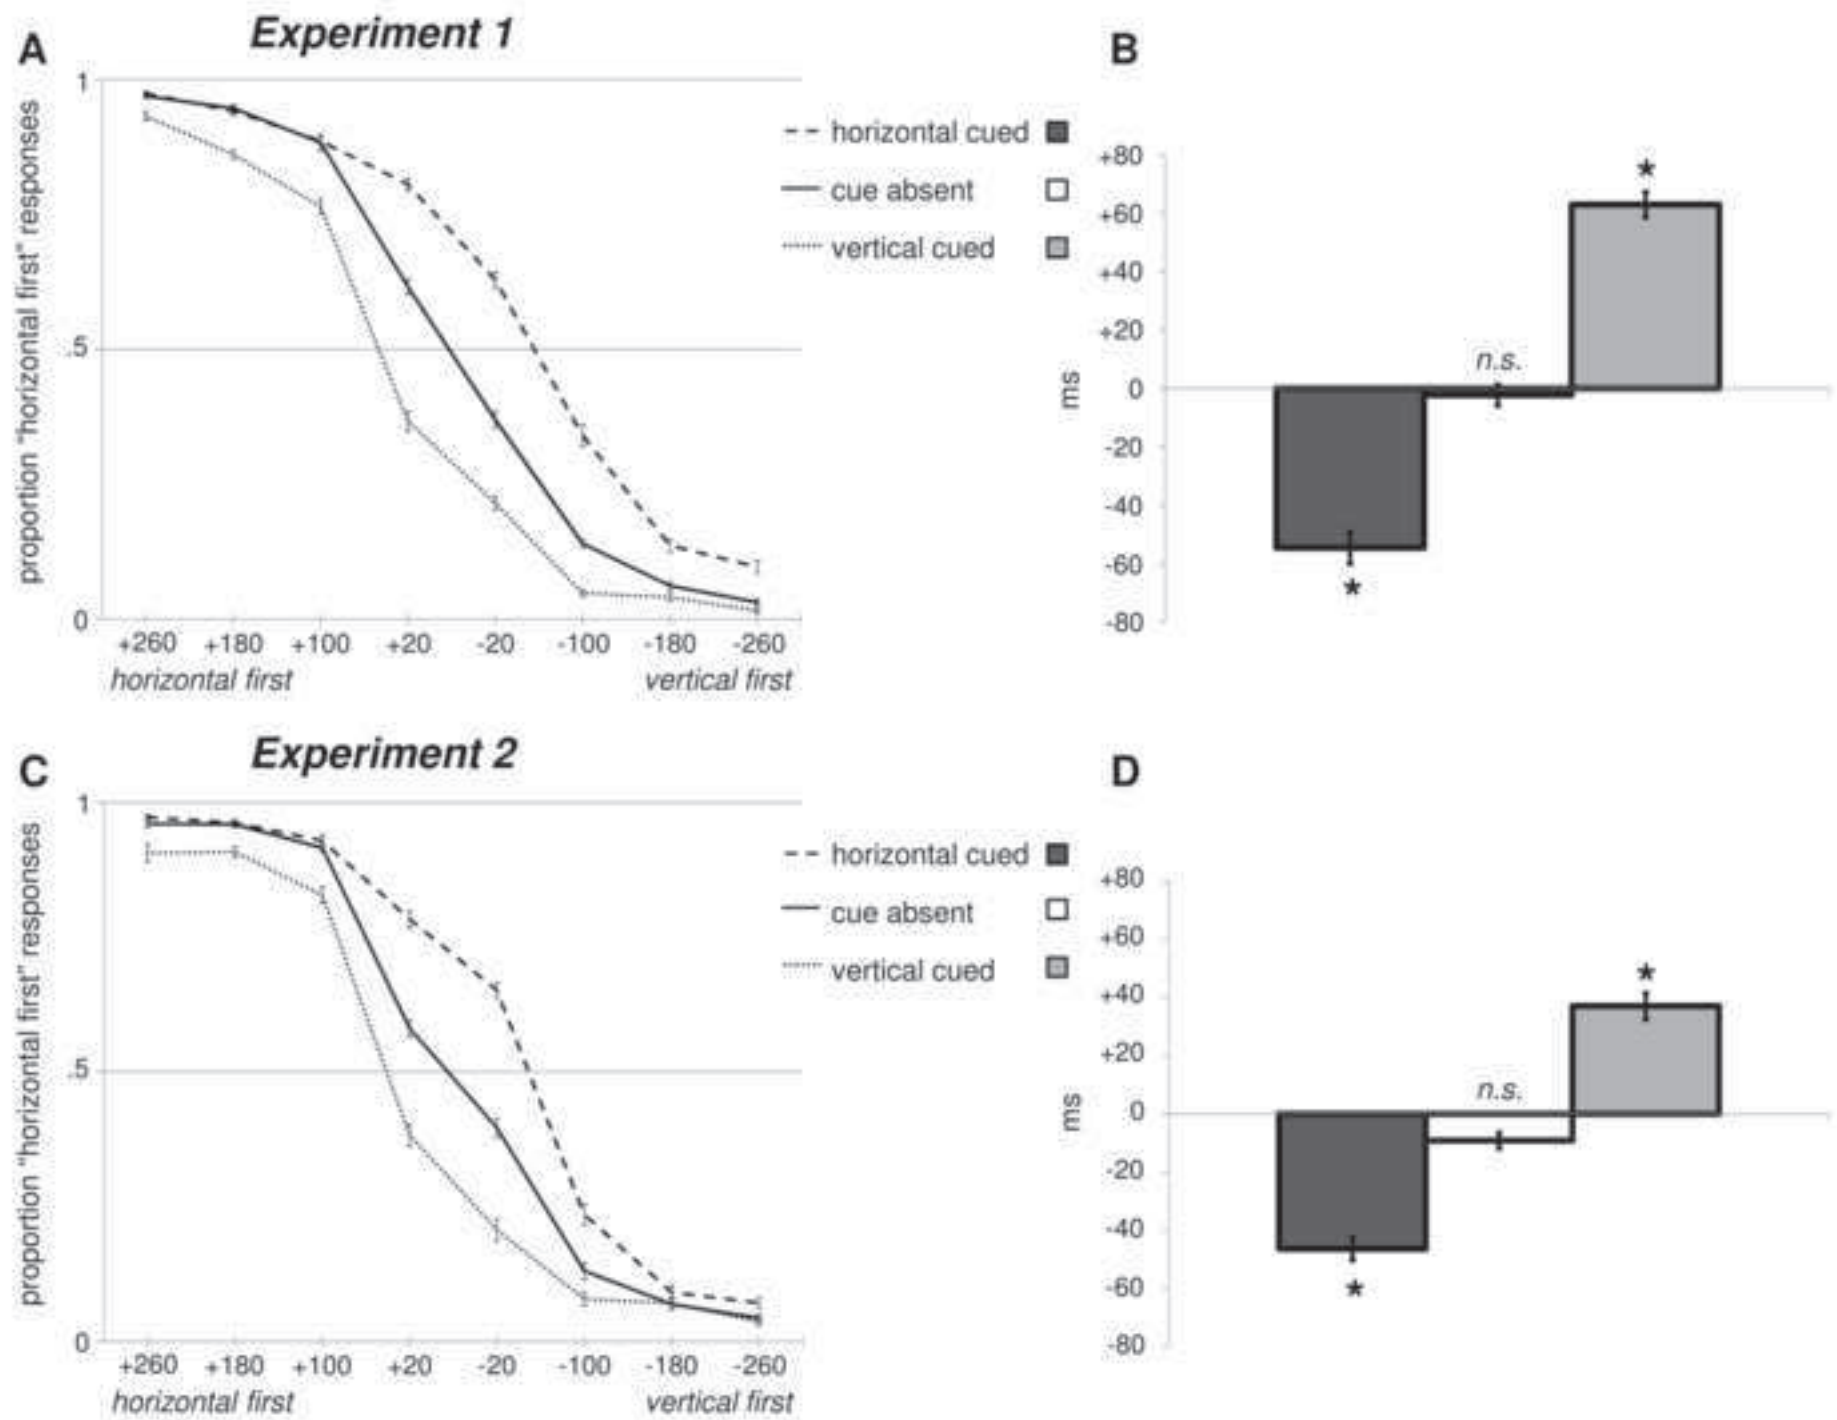 Experiment 1
A
proportion "horizontal first" responses
1
.5
0
+260 +180 +100 +20 -20 -100 -180 -260
horizontal first vertical first
horizontal cued
cue absent
vertical cued
B
ms
+80
+60
+40
+20
0
-20
-40
-60
-80
*
n.s.
*
Experiment 2
C
proportion "horizontal first" responses
1
.5
0
+260 +180 +100 +20 -20 -100 -180 -260
horizontal first vertical first
horizontal cued
cue absent
vertical cued
D
ms
+80
+60
+40
+20
0
-20
-40
-60
-80
*
n.s.
*